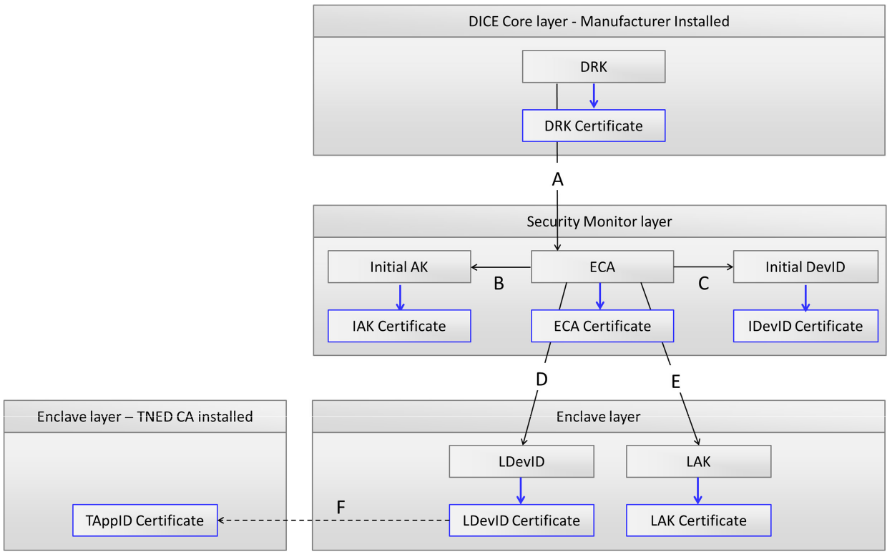 DICE Core layer - Manufacturer Installed
DRK
DRK Certificate
A
Security Monitor layer
Initial AK
ECA
Initial DevID
B
C
IAK Certificate
ECA Certificate
IDevID Certificate
D
E
Enclave layer – TNED CA installed
Enclave layer
LDevID
LAK
F
TAppID Certificate
LDevID Certificate
LAK Certificate